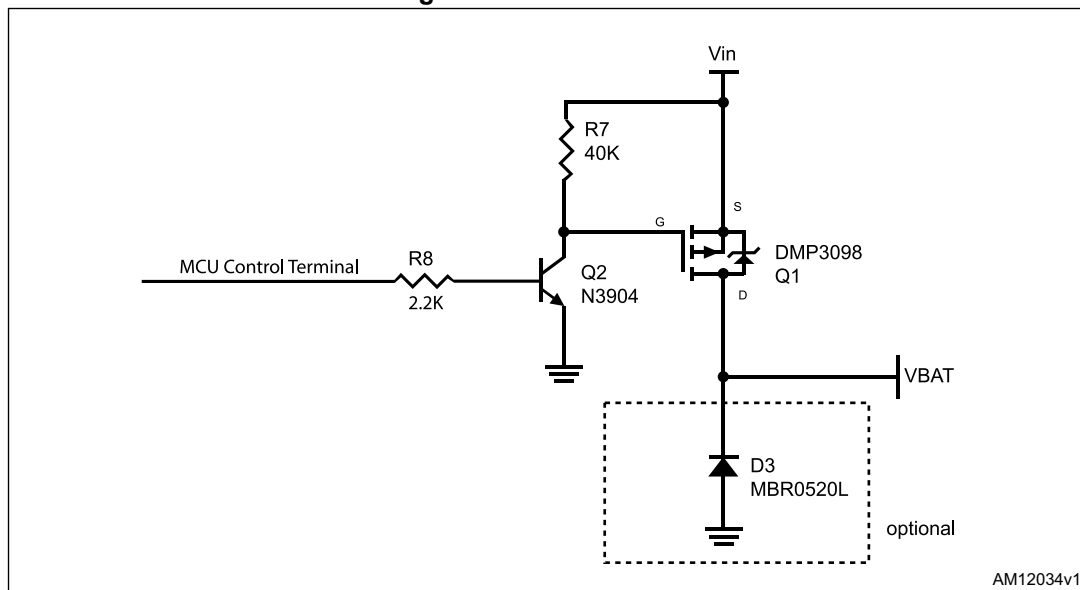 Vin
R7
40K
S
G
DMP3098
Q1
MCU Control Terminal
R8
2.2K
Q2
N3904
D
VBAT
D3
MBR0520L
optional
AM12034v1